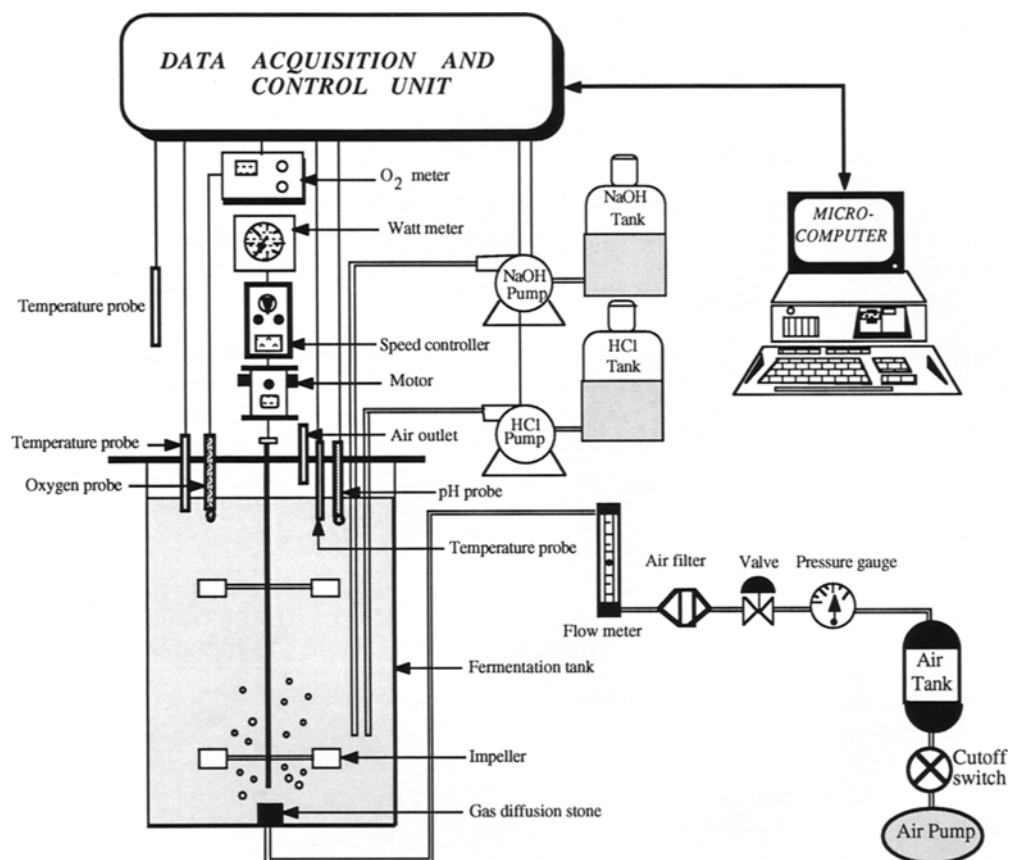 DATA ACQUISITION AND
CONTROL UNIT
O2 meter
NaOH
Tank
MICRO-
COMPUTER
Watt meter
NaOH
Pump
Temperature probe
Speed controller
HCl
Tank
Motor
HCl
Pump
Temperature probe
Air outlet
Oxygen probe
pH probe
Temperature probe
Air filter
Valve
Pressure gauge
Flow meter
Fermentation tank
Air
Tank
Impeller
Cutoff
switch
Gas diffusion stone
Air Pump